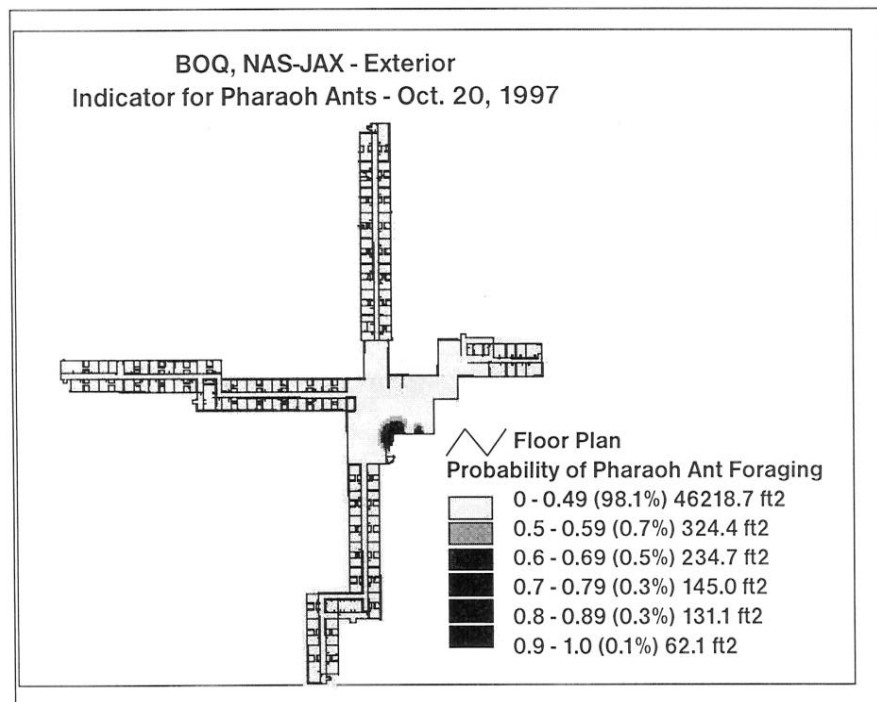 BOQ, NAS-JAX - Exterior
Indicator for Pharaoh Ants - Oct. 20, 1997
Floor Plan
Probability of Pharaoh Ant Foraging
0 - 0.49 (98.1%) 46218.7 ft2
0.5 - 0.59 (0.7%) 324.4 ft2
0.6 - 0.69 (0.5%) 234.7 ft2
0.7 - 0.79 (0.3%) 145.0 ft2
0.8 - 0.89 (0.3%) 131.1 ft2
0.9 - 1.0 (0.1%) 62.1 ft2